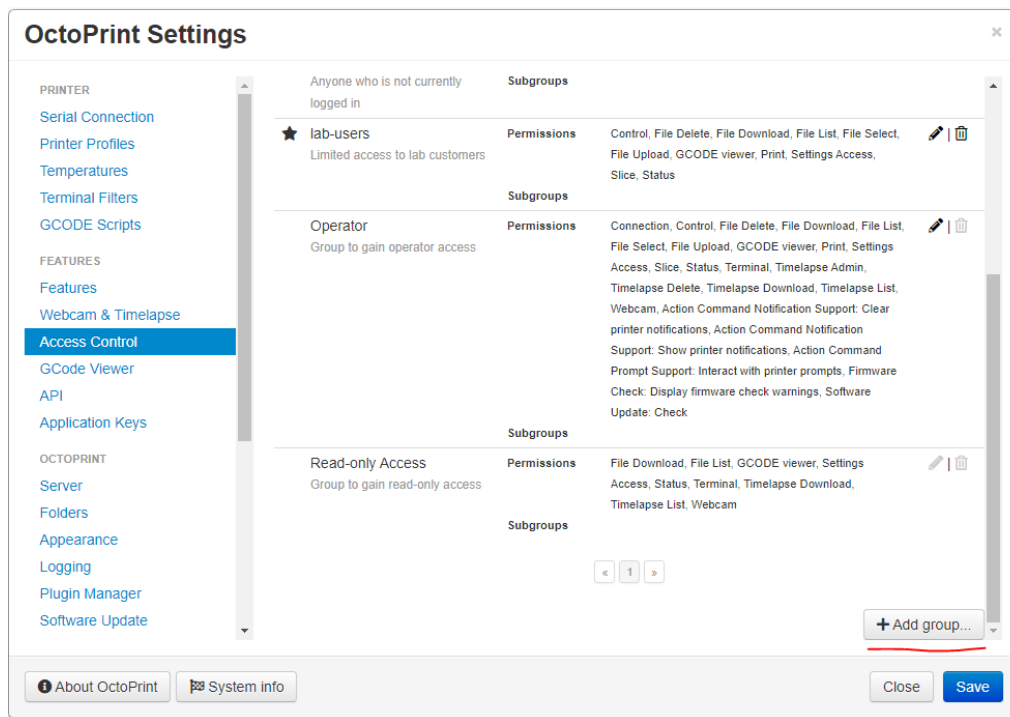 OctoPrint Settings
×
PRINTER
Serial Connection
Printer Profiles
Temperatures
Terminal Filters
GCODE Scripts
FEATURES
Features
Webcam & Timelapse
Access Control
GCode Viewer
API
Application Keys
OCTOPRINT
Server
Folders
Appearance
Logging
Plugin Manager
Software Update
Anyone who is not currently
logged in
Subgroups
lab-users
Limited access to lab customers
Permissions
Control, File Delete, File Download, File List, File Select,
File Upload, GCODE viewer, Print, Settings Access,
Slice, Status
|
Subgroups
Operator
Group to gain operator access
Permissions
Connection, Control, File Delete, File Download, File List,
File Select, File Upload, GCODE viewer, Print, Settings
Access, Slice, Status, Terminal, Timelapse Admin,
Timelapse Delete, Timelapse Download, Timelapse List,
Webcam, Action Command Notification Support: Clear
printer notifications, Action Command Notification
Support: Show printer notifications, Action Command
Prompt Support: Interact with printer prompts, Firmware
Check: Display firmware check warnings, Software
Update: Check
|
Subgroups
Read-only Access
Group to gain read-only access
Permissions
File Download, File List, GCODE viewer, Settings
Access, Status, Terminal, Timelapse Download,
Timelapse List, Webcam
|
Subgroups
« 1 »
+ Add group...
About OctoPrint
System info
Close
Save